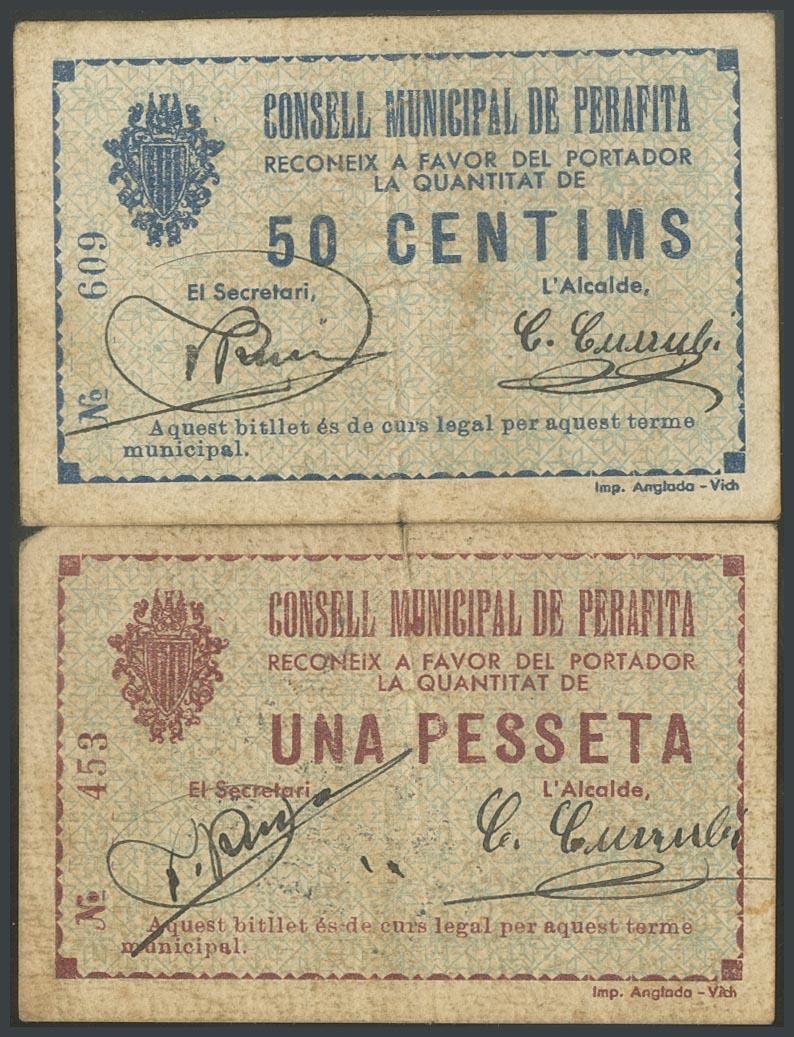 CONSELL MUNICIPAL DE PERAFITA
RECONEIX A FAVOR DEL PORTADOR
LA QUANTITAT DE
50 CENTIMS
El Secretari,
L'Alcalde,
Nº 609
Aquest bitllet és de curs legal per aquest terme
municipal.
Imp. Anglada - Vich
CONSELL MUNICIPAL DE PERAFITA
RECONEIX A FAVOR DEL PORTADOR
LA QUANTITAT DE
UNA PESSETA
El Secretari
L'Alcalde,
Nº 453
Aquest bitllet és de curs legal per aquest terme
municipal.
Imp. Anglada - Vich